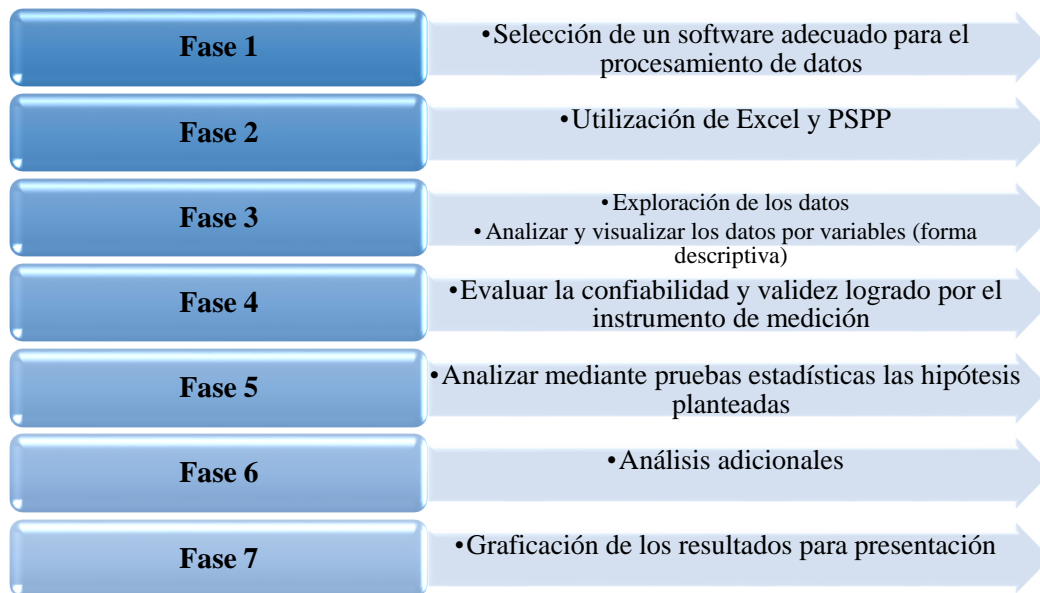 Fase 1
•Selección de un software adecuado para el
procesamiento de datos
Fase 2
•Utilización de Excel y PSPP
Fase 3
•Exploración de los datos
•Analizar y visualizar los datos por variables (forma
descriptiva)
Fase 4
•Evaluar la confiabilidad y validez logrado por el
instrumento de medición
Fase 5
•Analizar mediante pruebas estadísticas las hipótesis
planteadas
Fase 6
•Análisis adicionales
Fase 7
•Graficación de los resultados para presentación